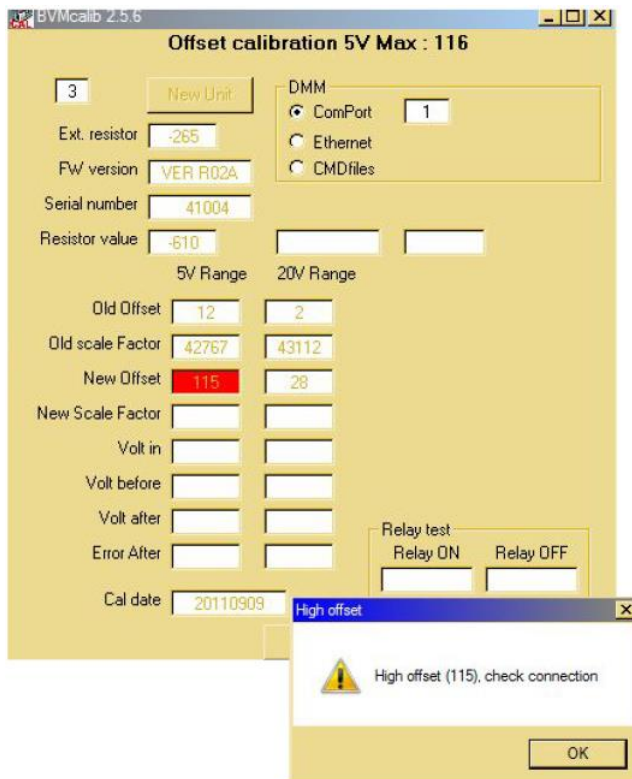 CAL BVMcalib 2.5.6
Offset calibration 5V Max : 116
3 New Unit
DMM
ComPort 1
Ethernet
CMDfiles
Ext. resistor -265
FW version VER R02A
Serial number 41004
Resistor value -610
5V Range 20V Range
Old Offset 12 2
Old scale Factor 42767 43112
New Offset 115 28
New Scale Factor
Volt in
Volt before
Volt after
Error After
Relay test
Relay ON Relay OFF
Cal date 20110909
High offset
High offset (115), check connection
OK